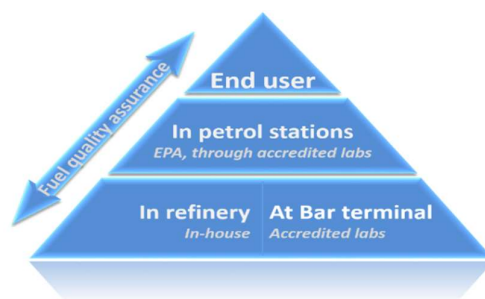 Fuel quality assurance
End user
In petrol stations
EPA, through accredited labs
In refinery
In-house
At Bar terminal
Accredited labs